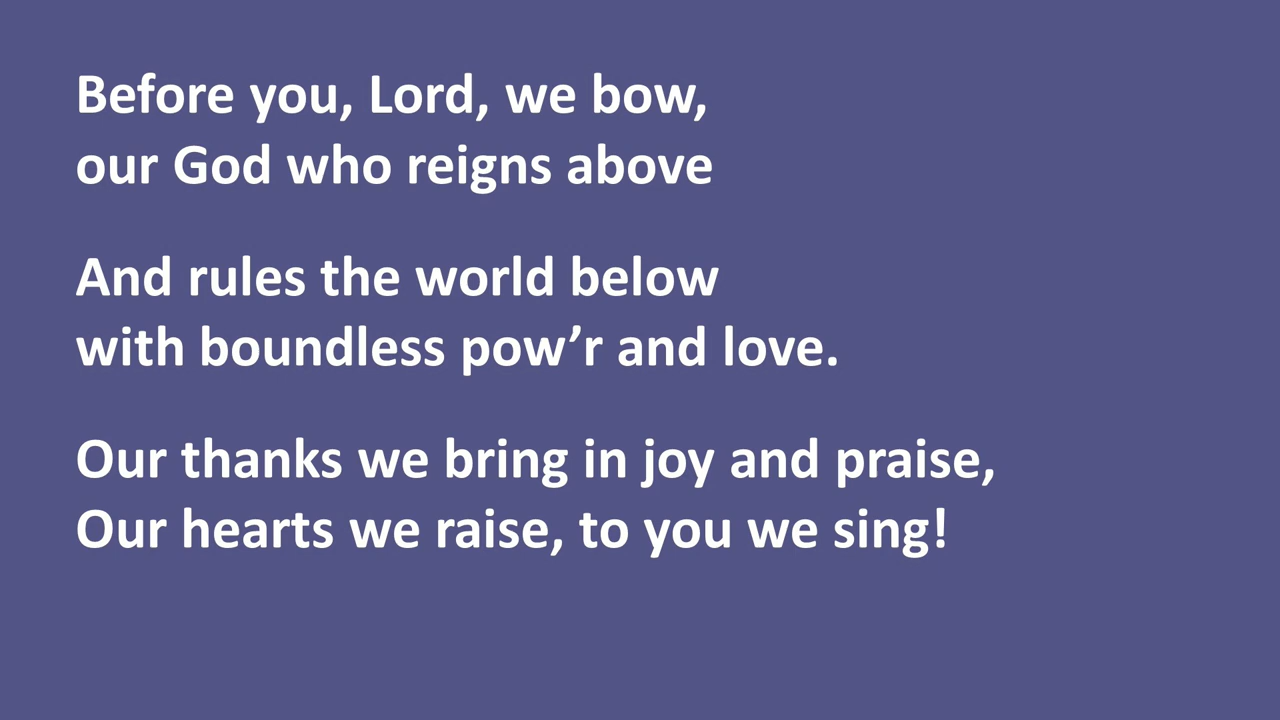 Before you, Lord, we bow,
our God who reigns above
And rules the world below
with boundless pow’r and love.
Our thanks we bring in joy and praise,
Our hearts we raise, to you we sing!